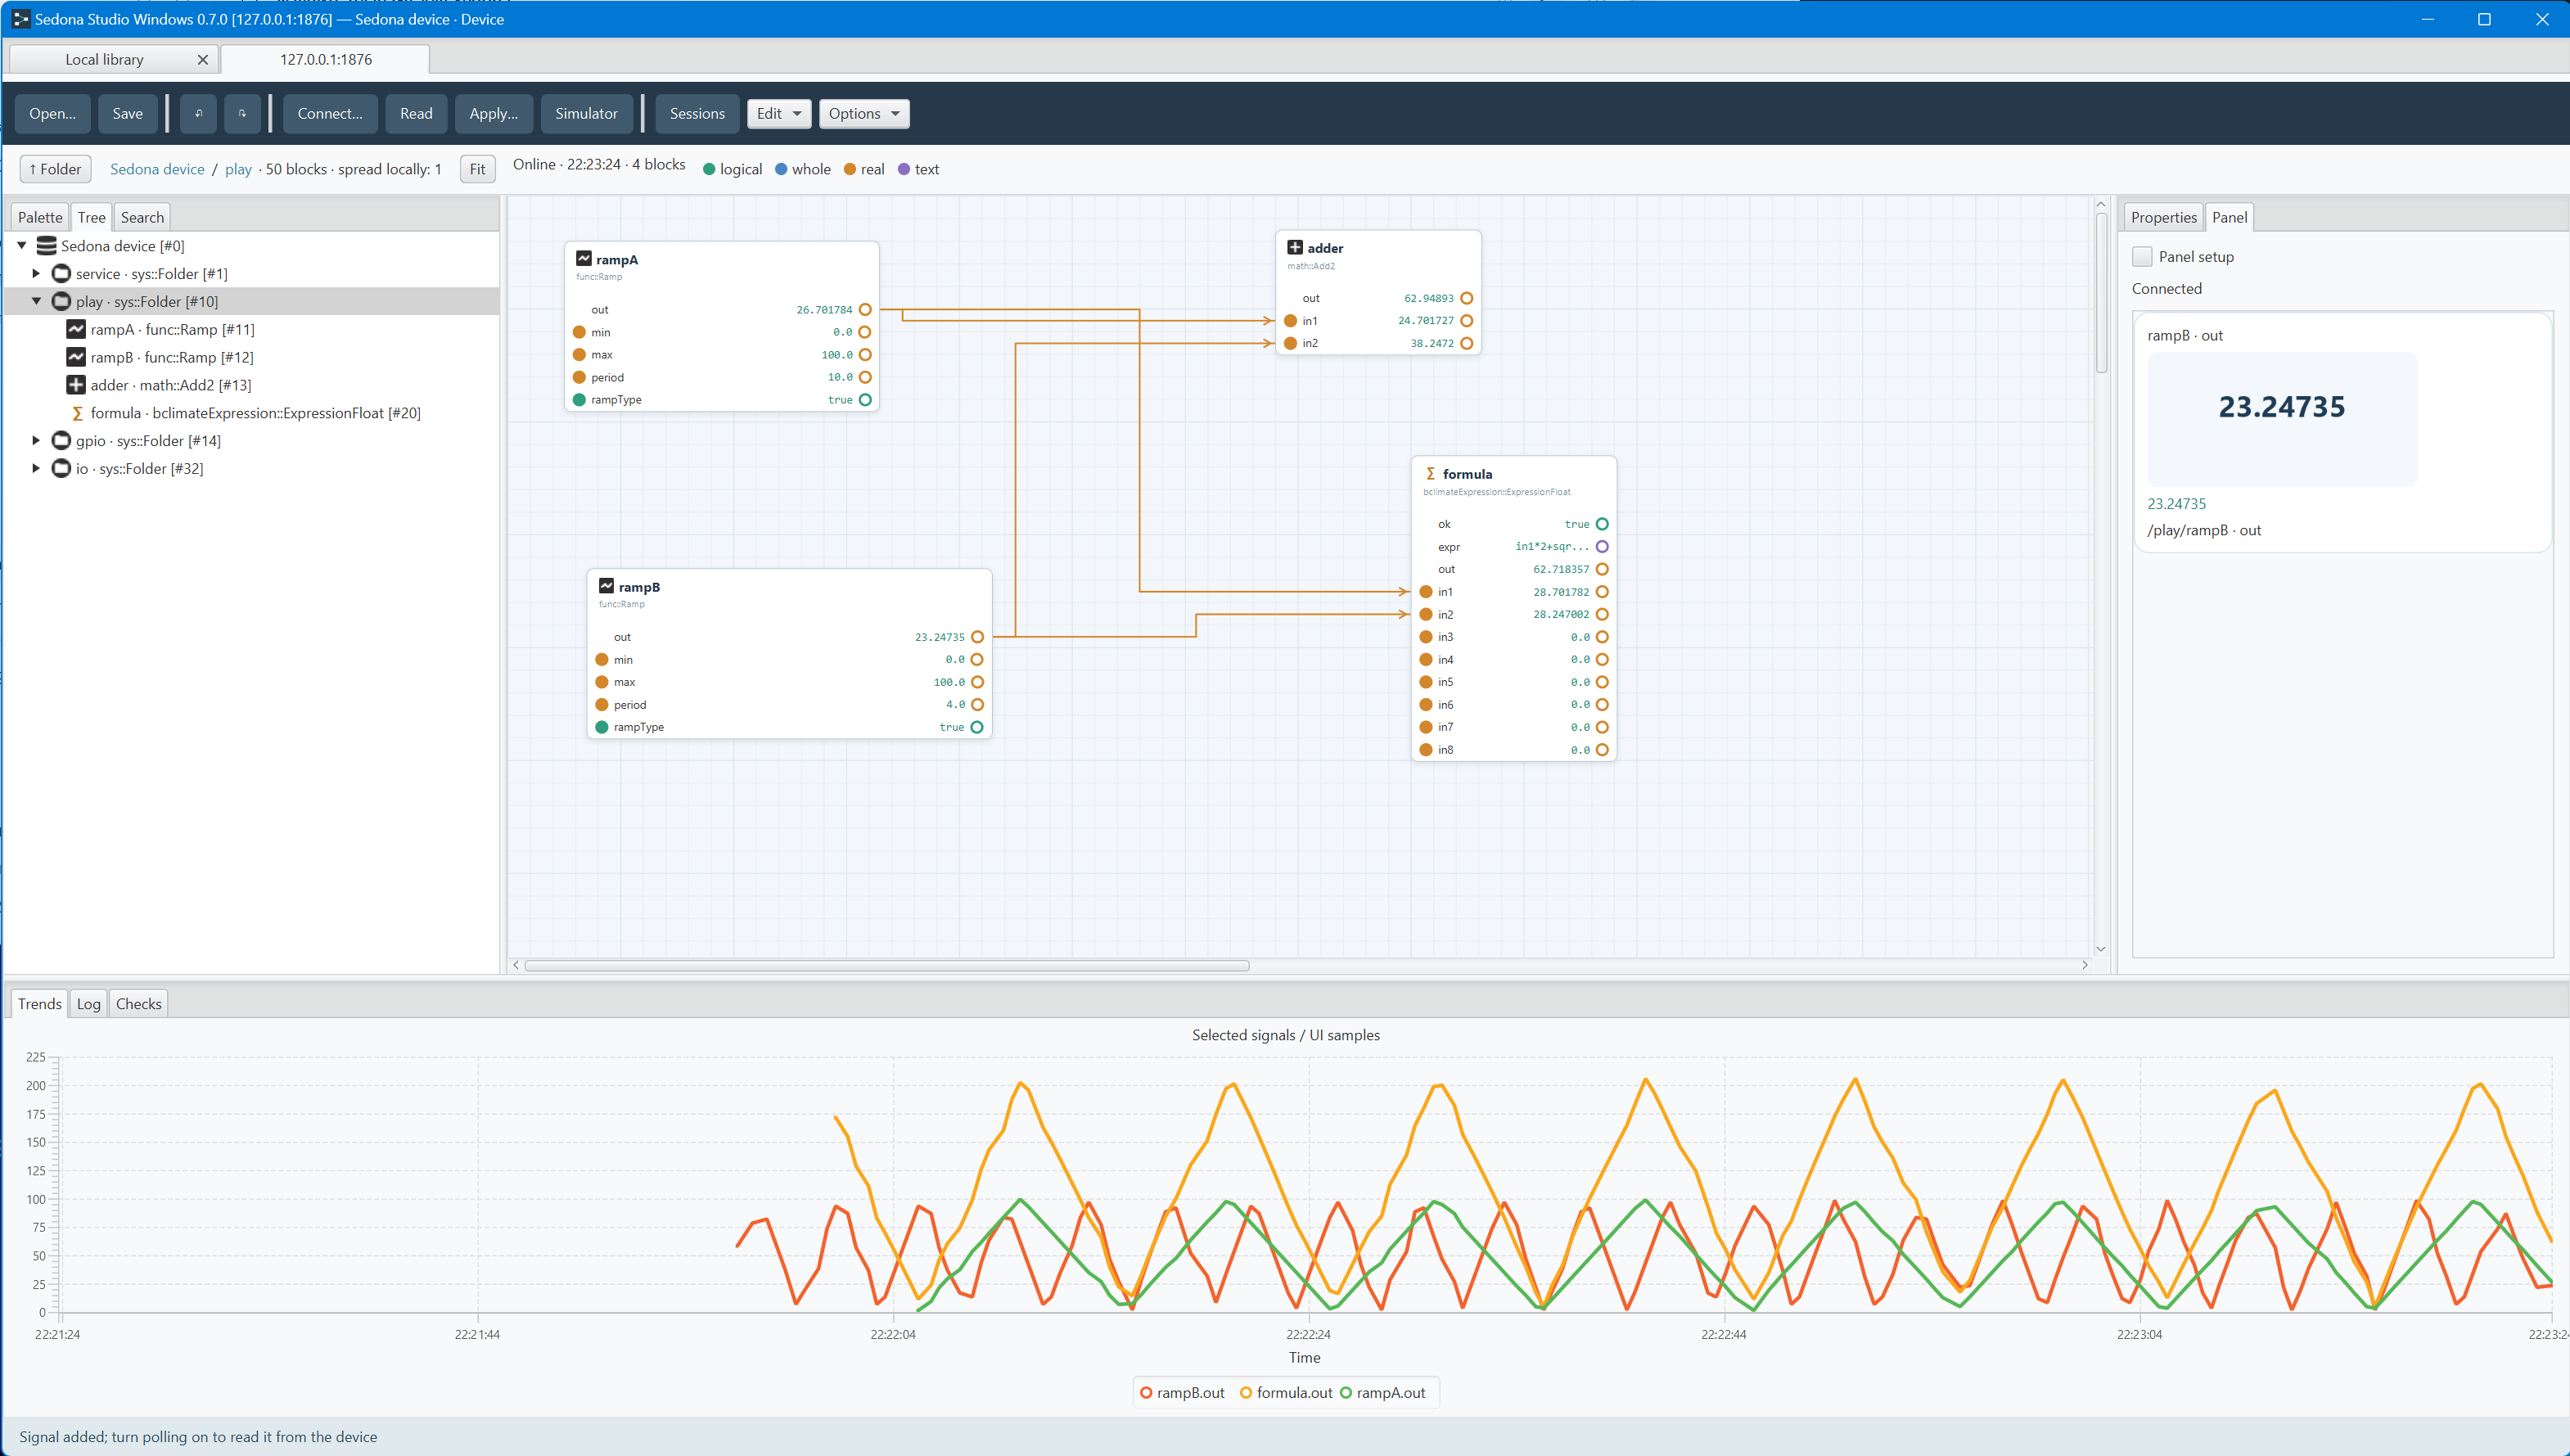 Sedona Studio Windows 0.7.0 [127.0.0.1:1876] — Sedona device · Device
Local library
127.0.0.1:1876
Open... Save Connect... Read Apply... Simulator Sessions Edit Options
↑ Folder Sedona device / play · 50 blocks · spread locally: 1 Fit Online · 22:23:24 · 4 blocks logical whole real text
Palette Tree Search
Sedona device [#0]
service · sys::Folder [#1]
play · sys::Folder [#10]
rampA · func::Ramp [#11]
rampB · func::Ramp [#12]
adder · math::Add2 [#13]
formula · bclimateExpression::ExpressionFloat [#20]
gpio · sys::Folder [#14]
io · sys::Folder [#32]
rampA
func::Ramp
out 26.701784
min 0.0
max 100.0
period 10.0
rampType true
rampB
func::Ramp
out 23.24735
min 0.0
max 100.0
period 4.0
rampType true
adder
math::Add2
out 62.94893
in1 24.701727
in2 38.2472
formula
bclimateExpression::ExpressionFloat
ok true
expr in1*2+sqr...
out 62.718357
in1 28.701782
in2 28.247002
in3 0.0
in4 0.0
in5 0.0
in6 0.0
in7 0.0
in8 0.0
Properties Panel
Panel setup
Connected
rampB · out
23.24735
23.24735
/play/rampB · out
Trends Log Checks
Selected signals / UI samples
225
200
175
150
125
100
75
50
25
0
22:21:24 22:21:44 22:22:04 22:22:24 22:22:44 22:23:04 22:23:2
Time
rampB.out formula.out rampA.out
Signal added; turn polling on to read it from the device